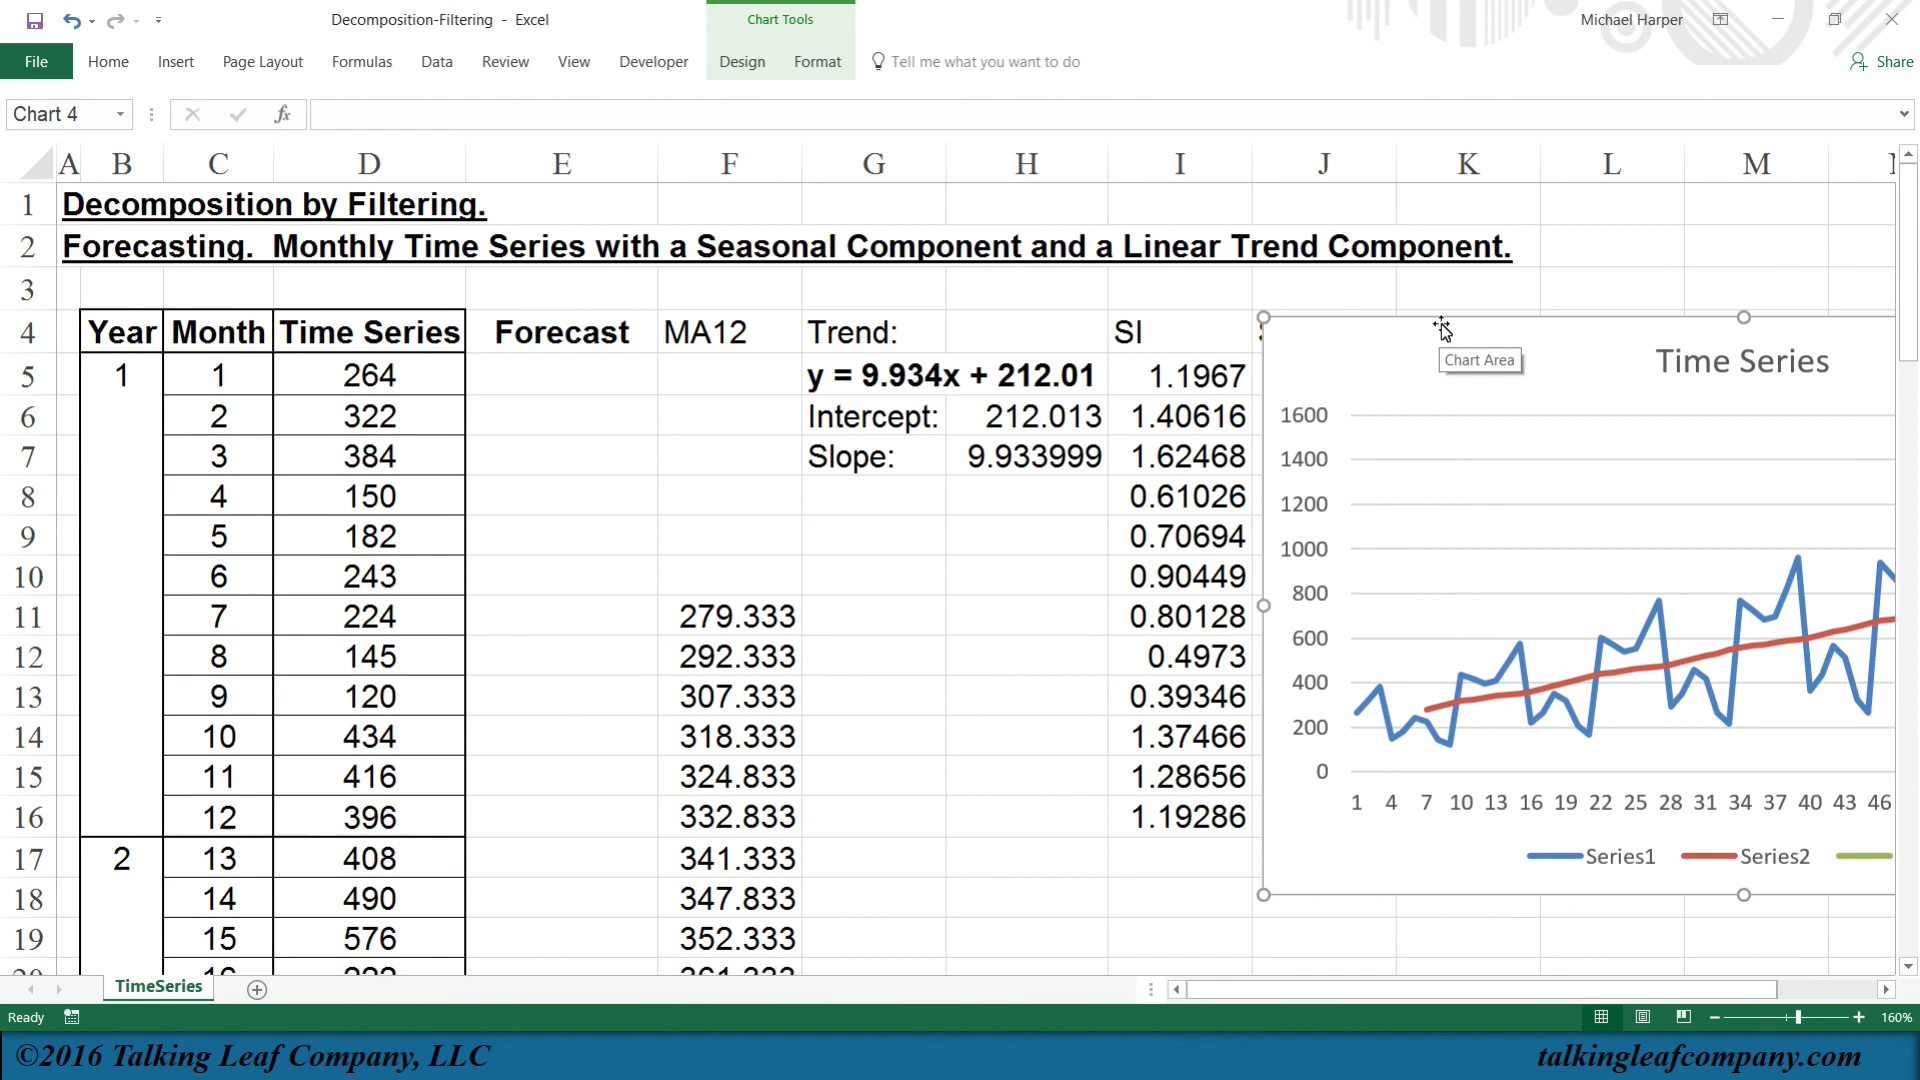 Decomposition-Filtering - Excel
Chart Tools
Michael Harper
File Home Insert Page Layout Formulas Data Review View Developer Design Format Tell me what you want to do Share
Chart 4 fx
A B C D E F G H I J K L M
1 Decomposition by Filtering.
2 Forecasting. Monthly Time Series with a Seasonal Component and a Linear Trend Component.
3
4 Year Month Time Series Forecast MA12 Trend: SI
5 1 1 264 y = 9.934x + 212.01 1.1967
6 2 322 Intercept: 212.013 1.40616
7 3 384 Slope: 9.933999 1.62468
8 4 150 0.61026
9 5 182 0.70694
10 6 243 0.90449
11 7 224 279.333 0.80128
12 8 145 292.333 0.4973
13 9 120 307.333 0.39346
14 10 434 318.333 1.37466
15 11 416 324.833 1.28656
16 12 396 332.833 1.19286
17 2 13 408 341.333
18 14 490 347.833
19 15 576 352.333
Chart Area
Time Series
1600
1400
1200
1000
800
600
400
200
0
1 4 7 10 13 16 19 22 25 28 31 34 37 40 43 46
Series1 Series2
TimeSeries
Ready 160%
©2016 Talking Leaf Company, LLC talkingleafcompany.com